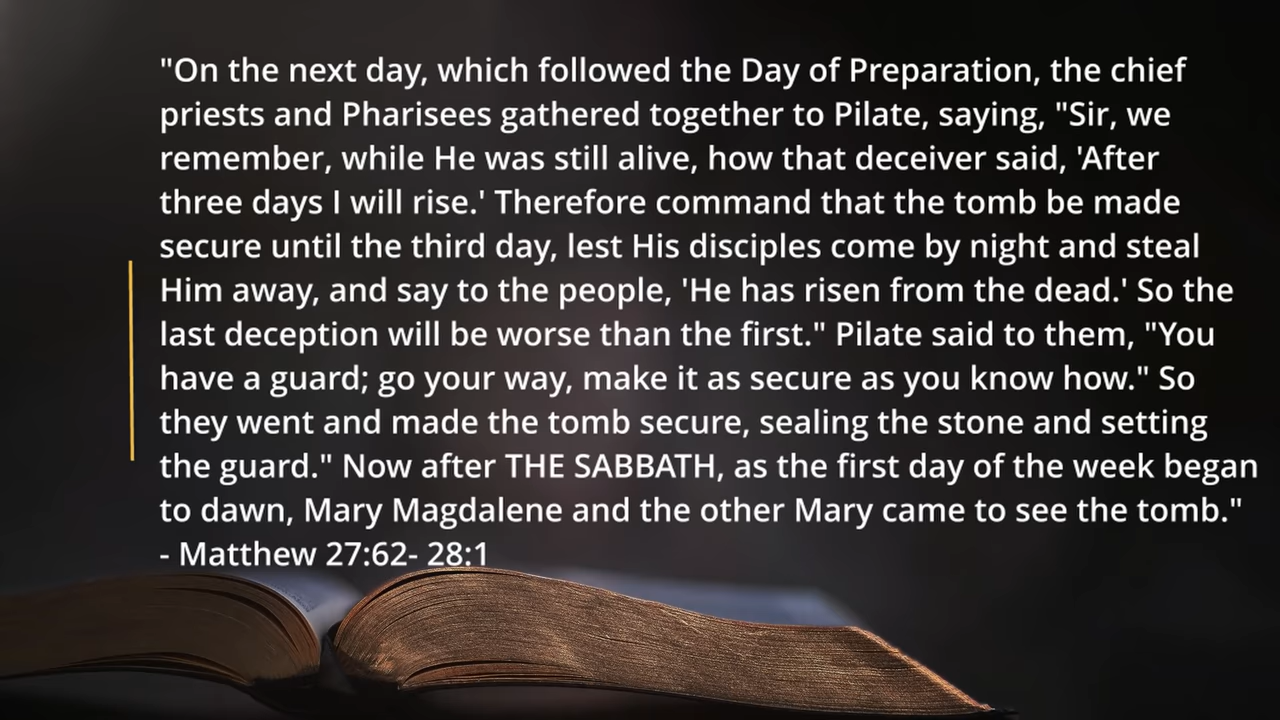 "On the next day, which followed the Day of Preparation, the chief
priests and Pharisees gathered together to Pilate, saying, "Sir, we
remember, while He was still alive, how that deceiver said, 'After
three days I will rise.' Therefore command that the tomb be made
secure until the third day, lest His disciples come by night and steal
Him away, and say to the people, 'He has risen from the dead.' So the
last deception will be worse than the first." Pilate said to them, "You
have a guard; go your way, make it as secure as you know how." So
they went and made the tomb secure, sealing the stone and setting
the guard." Now after THE SABBATH, as the first day of the week began
to dawn, Mary Magdalene and the other Mary came to see the tomb."
- Matthew 27:62- 28:1